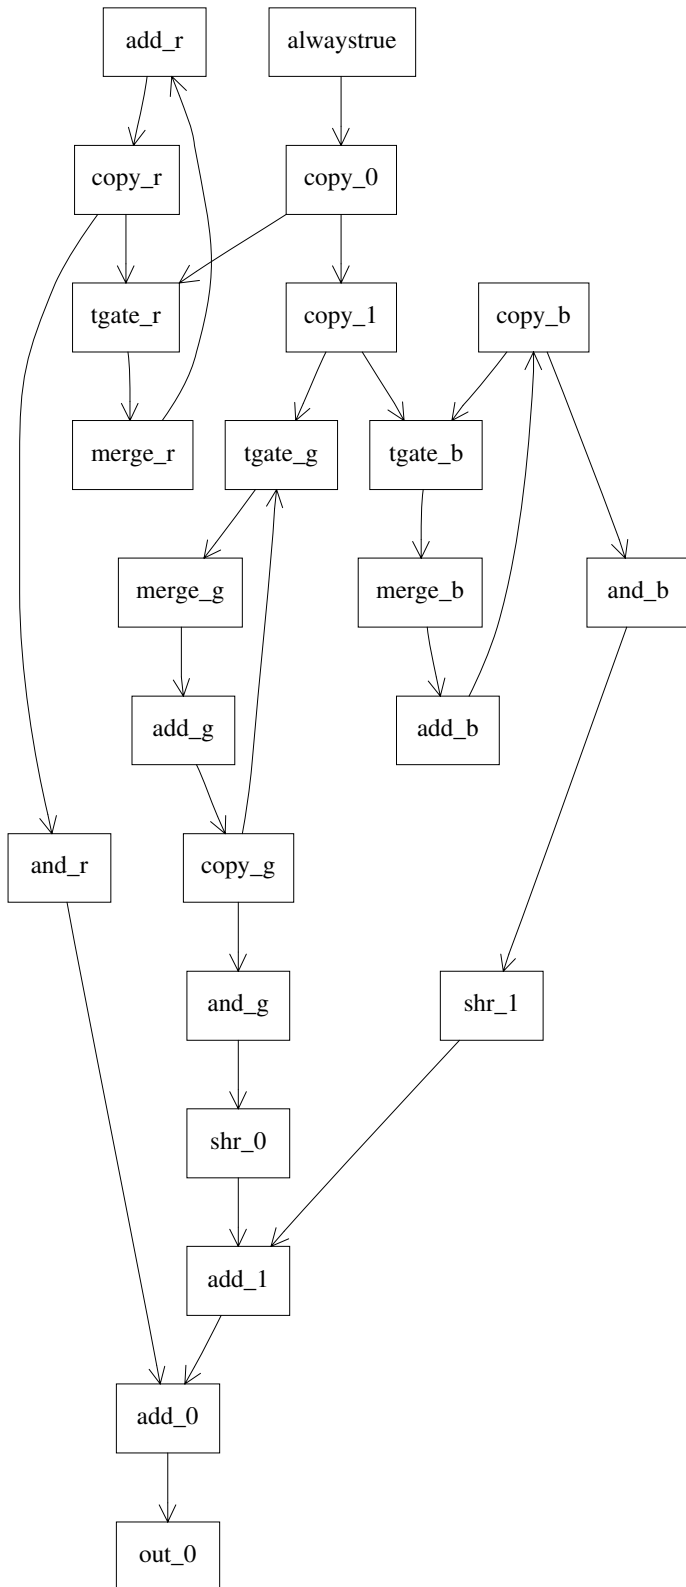 add_r
alwaystrue
copy_r
copy_0
tgate_r
copy_1
copy_b
merge_r
tgate_g
tgate_b
merge_g
merge_b
and_b
add_g
add_b
and_r
copy_g
and_g
shr_1
shr_0
add_1
add_0
out_0